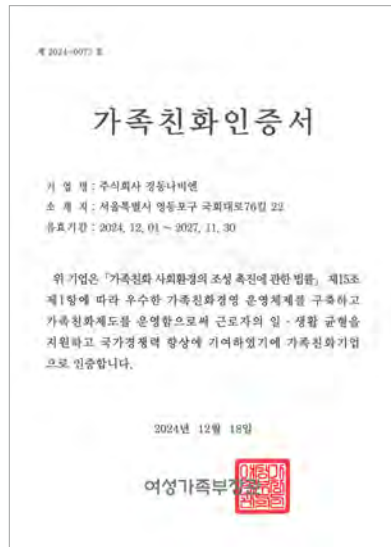 제 2024-0073 호
가족친화인증서
기 업 명 : 주식회사 경동나비엔
소 재 지 : 서울특별시 영등포구 국회대로76길 22
유효기간 : 2024. 12. 01 ~ 2027. 11. 30
위 기업은 「가족친화 사회환경의 조성 촉진에 관한 법률」 제15조
제1항에 따라 우수한 가족친화경영 운영체제를 구축하고
가족친화제도를 운영함으로써 근로자의 일 · 생활 균형을
지원하고 국가경쟁력 향상에 기여하였기에 가족친화기업
으로 인증합니다.
2024년 12월 18일
여성가족부장관